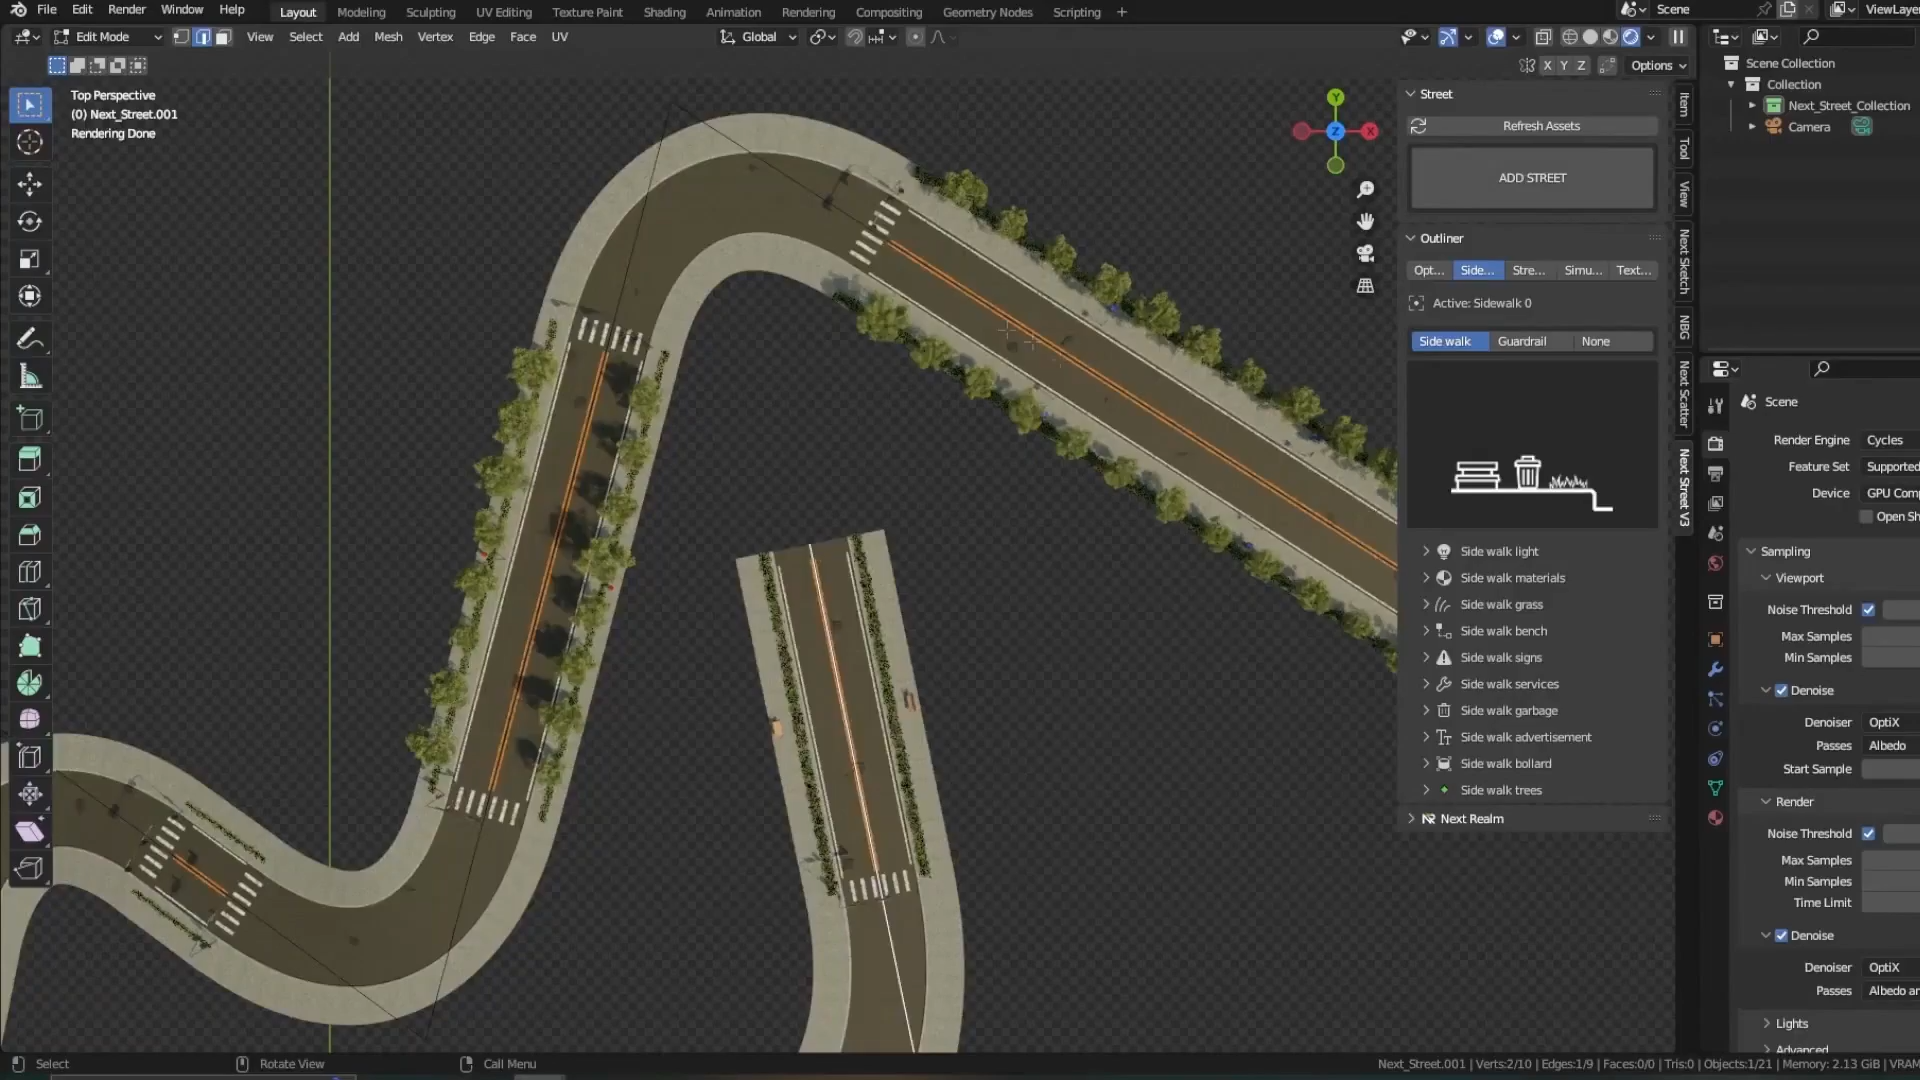 File Edit Render Window Help
Layout Modeling Sculpting UV Editing Texture Paint Shading Animation Rendering Compositing Geometry Nodes Scripting +
Scene
ViewLayer
Edit Mode View Select Add Mesh Vertex Edge Face UV
Global
X Y Z Options
Top Perspective
(0) Next_Street.001
Rendering Done
Y
Z
X
Street
Refresh Assets
ADD STREET
Outliner
Opt... Side... Stre... Simu... Text...
Active: Sidewalk 0
Side walk Guardrail None
Side walk light
Side walk materials
Side walk grass
Side walk bench
Side walk signs
Side walk services
Side walk garbage
Side walk advertisement
Side walk bollard
Side walk trees
Next Realm
Item
Tool
View
Next Sketch
NBG
Next Scatter
Next Street V3
Scene Collection
Collection
Next_Street_Collection
Camera
Scene
Render Engine Cycles
Feature Set Supported
Device GPU Comp
Open Sh
Sampling
Viewport
Noise Threshold
Max Samples
Min Samples
Denoise
Denoiser OptiX
Passes Albedo
Start Sample
Render
Noise Threshold
Max Samples
Min Samples
Time Limit
Denoise
Denoiser OptiX
Passes Albedo an
Lights
Advanced
Select Rotate View Call Menu
Next_Street.001 | Verts:2/10 | Edges:1/9 | Faces:0/0 | Tris:0 | Objects:1/21 | Memory: 2.13 GiB | VRAM